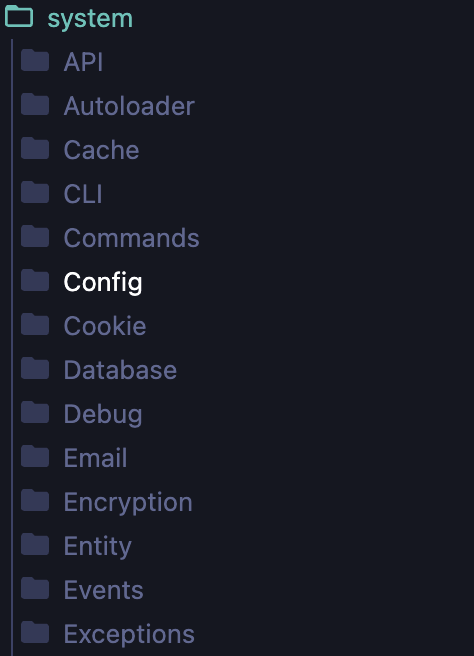 system
API
Autoloader
Cache
CLI
Commands
Config
Cookie
Database
Debug
Email
Encryption
Entity
Events
Exceptions